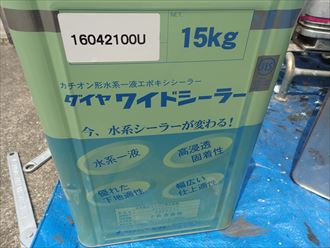 NET.
16042100U
15kg
カチオン形水系一液エポキシシーラー
ダイヤワイドシーラー
今、水系シーラーが変わる!
水系一液
高浸透
固着性
優れた
下地適性
幅広い
仕上適性